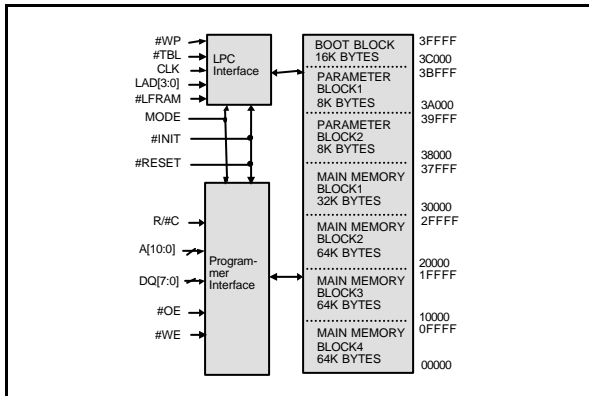 #WP
#TBL
CLK
LAD[3:0]
#LFRAM
MODE
#INIT
#RESET
R/#C
A[10:0]
DQ[7:0]
#OE
#WE
LPC
Interface
Program-
mer
Interface
BOOT BLOCK
16K BYTES
PARAMETER
BLOCK1
8K BYTES
PARAMETER
BLOCK2
8K BYTES
MAIN MEMORY
BLOCK1
32K BYTES
MAIN MEMORY
BLOCK2
64K BYTES
MAIN MEMORY
BLOCK3
64K BYTES
MAIN MEMORY
BLOCK4
64K BYTES
3FFFF
3C000
3BFFF
3A000
39FFF
38000
37FFF
30000
2FFFF
20000
1FFFF
10000
0FFFF
00000